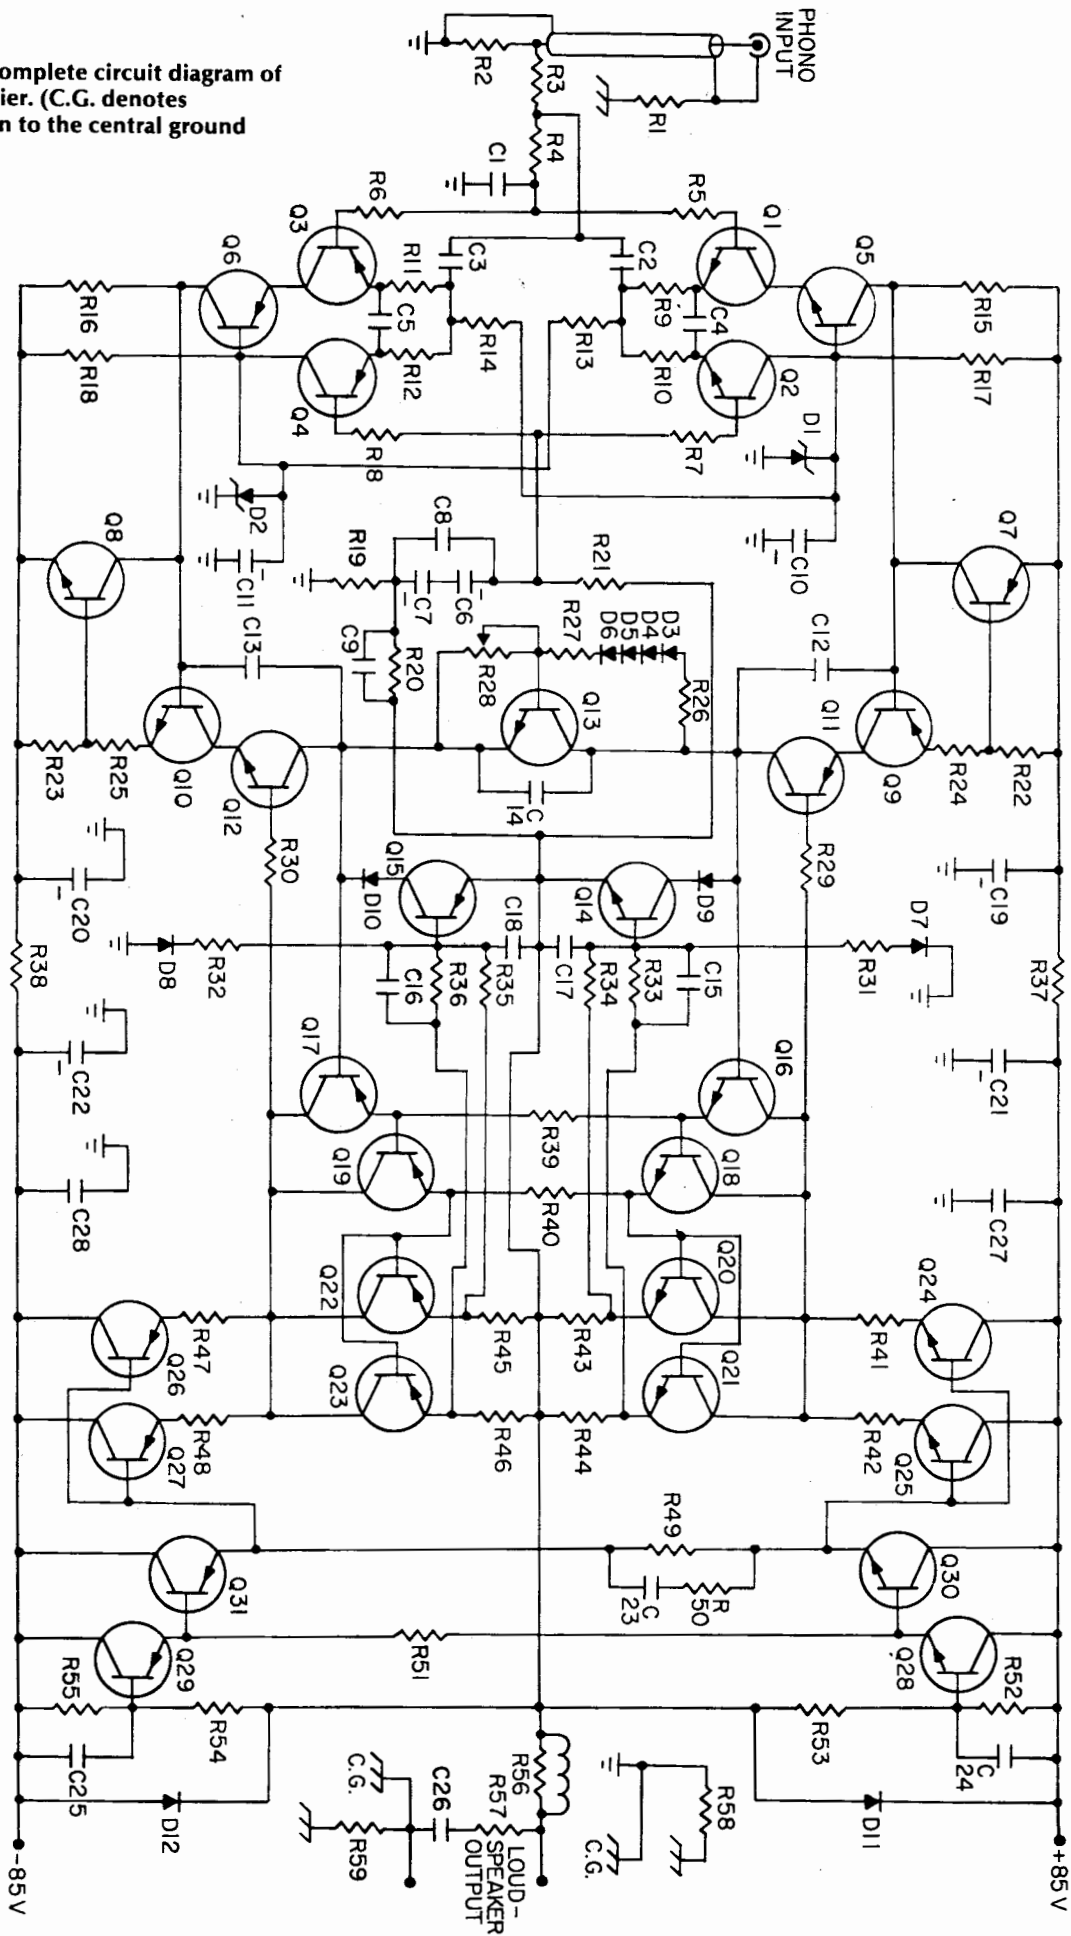 omplete circuit diagram of
ier. (C.G. denotes
n to the central ground
PHONO
INPUT
R1
R2
R3
R4
C1
R5
R6
Q1
Q3
Q5
Q6
C2
C3
R9
R11
C4
C5
R10
R12
R13
R14
Q2
Q4
R15
R16
R17
R18
R7
R8
D1
D2
C10
–
C11
–
Q7
Q8
C8
R19
C7
–
C6
–
R21
C9
R20
R28
R27
D6
D5
D4
D3
R26
Q13
C
14
C12
C13
Q11
Q9
R24
R22
R23
R25
Q10
Q12
R29
R30
C19
–
C20
–
D7
D8
R31
R32
Q15
D10
Q14
D9
C18
C17
C16
R36
R35
R34
R33
C15
R37
R38
C21
–
C22
–
Q16
Q17
R39
Q18
Q19
R40
C27
C28
Q20
Q22
Q21
Q23
R45
R43
R46
R44
Q24
R41
Q25
R42
R47
Q26
R48
Q27
R49
C
23
R
50
Q30
Q31
R51
Q28
Q29
R52
R53
R54
R55
C
24
C25
D11
D12
R56
R57
C26
C.G.
R59
R58
C.G.
LOUD-
SPEAKER
OUTPUT
+85V
-85V